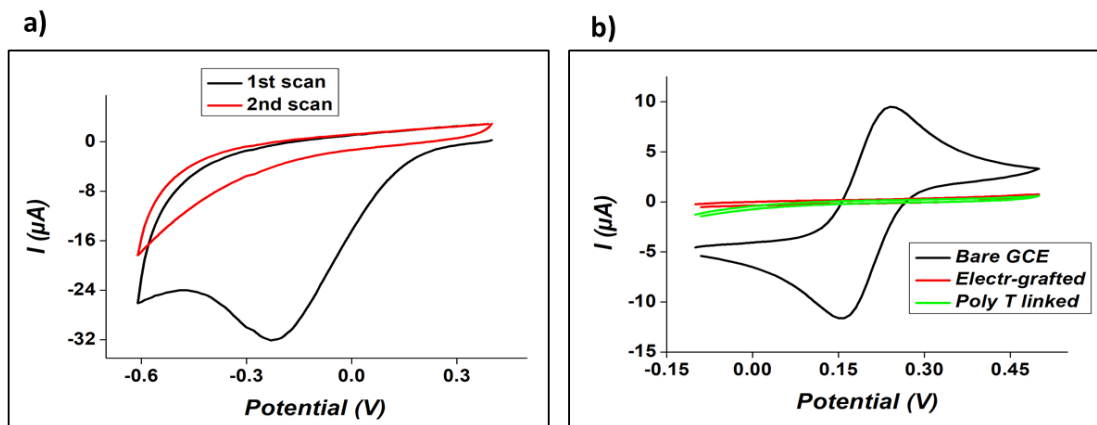 a)
1st scan
2nd scan
0
-8
-16
-24
-32
I (µA)
-0.6
-0.3
0.0
0.3
Potential (V)
b)
10
5
0
-5
-10
-15
I (µA)
Bare GCE
Electr-grafted
Poly T linked
-0.15
0.00
0.15
0.30
0.45
Potential (V)